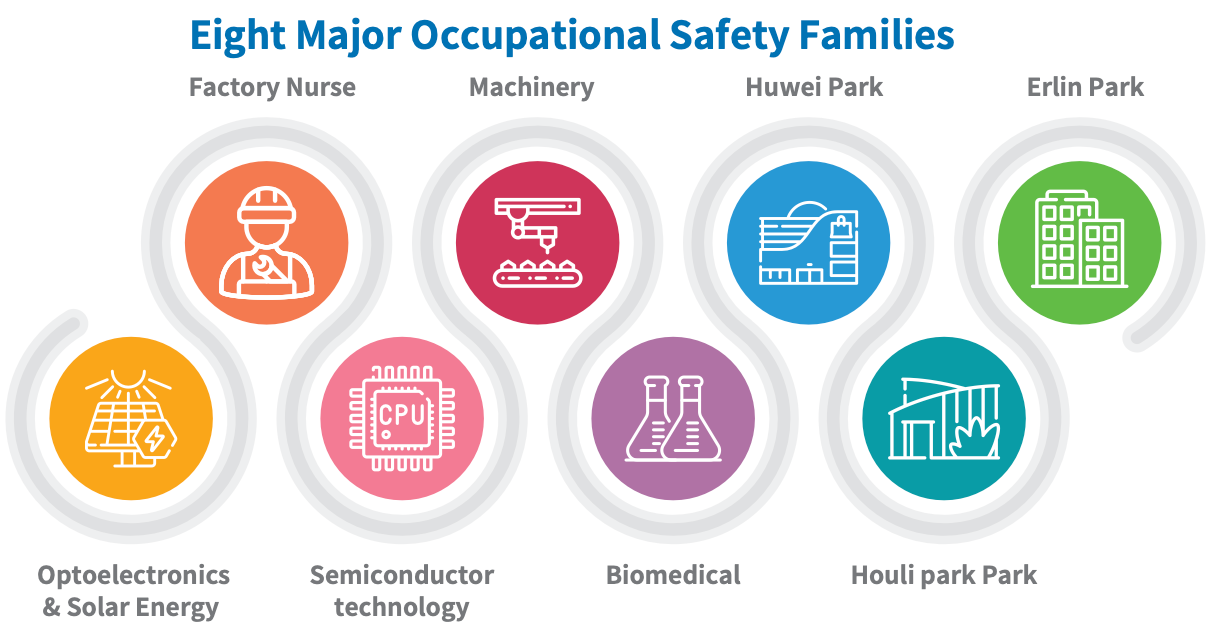 Eight Major Occupational Safety Families
Factory Nurse
Machinery
Huwei Park
Erlin Park
CPU
Optoelectronics
& Solar Energy
Semiconductor
technology
Biomedical
Houli park Park